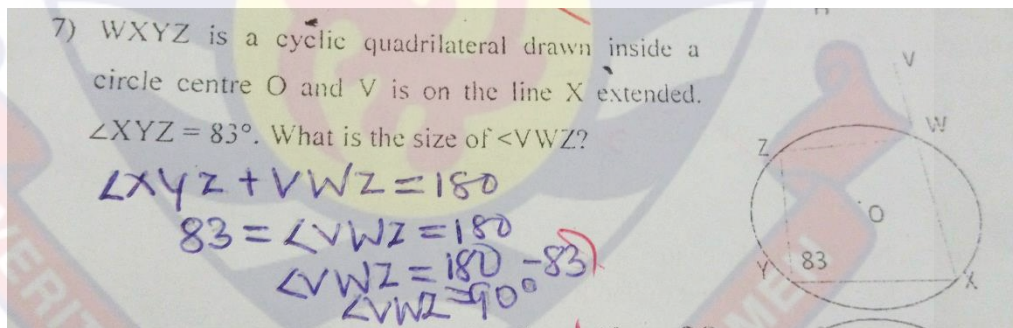 7) WXYZ is a cyclic quadrilateral drawn inside a
circle centre O and V is on the line X extended.
∠XYZ = 83°. What is the size of <VWZ?
∠XYZ + VWZ = 180
83 = ∠VWZ = 180
∠VWZ = 180 - 83
∠VWZ = 90°
V
W
Z
O
Y
83
X